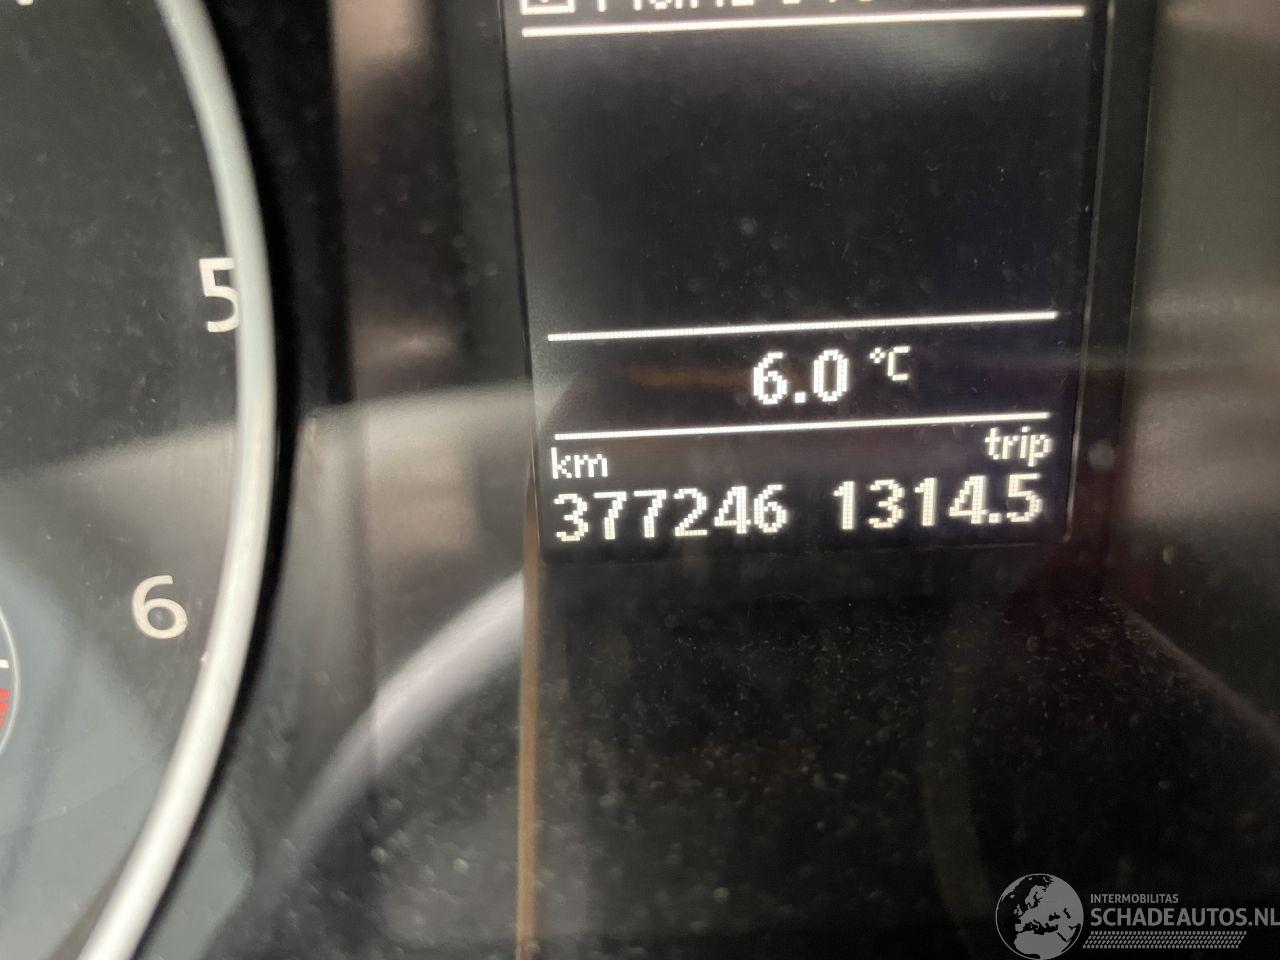 5
6.0 °C
km trip
377246 1314.5
6
INTERMOBILITAS
SCHADEAUTOS.NL